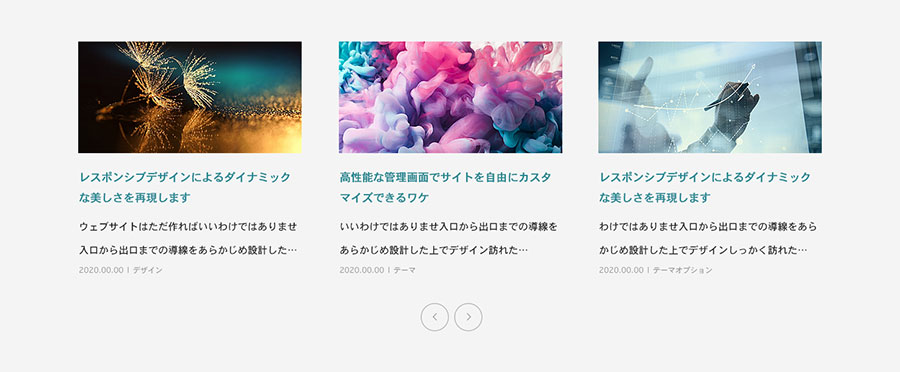 レスポンシブデザインによるダイナミック
な美しさを再現します
ウェブサイトはただ作ればいいわけではありませ
入口から出口までの導線をあらかじめ設計した…
2020.00.00 | デザイン
高性能な管理画面でサイトを自由にカスタ
マイズできるワケ
いいわけではありませ入口から出口までの導線を
あらかじめ設計した上でデザイン訪れた…
2020.00.00 | テーマ
レスポンシブデザインによるダイナミック
な美しさを再現します
わけではありませ入口から出口までの導線をあら
かじめ設計した上でデザインしっかく訪れた…
2020.00.00 | テーマオプション